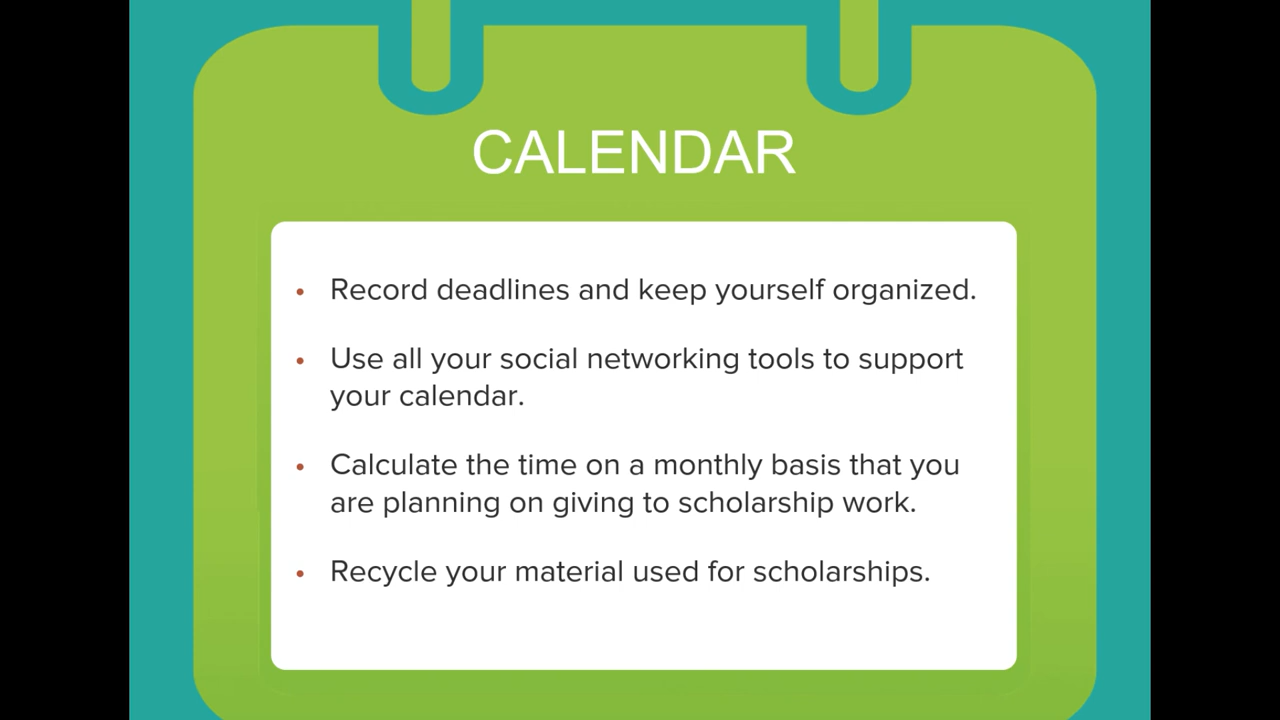 CALENDAR
• Record deadlines and keep yourself organized.
• Use all your social networking tools to support
your calendar.
• Calculate the time on a monthly basis that you
are planning on giving to scholarship work.
• Recycle your material used for scholarships.